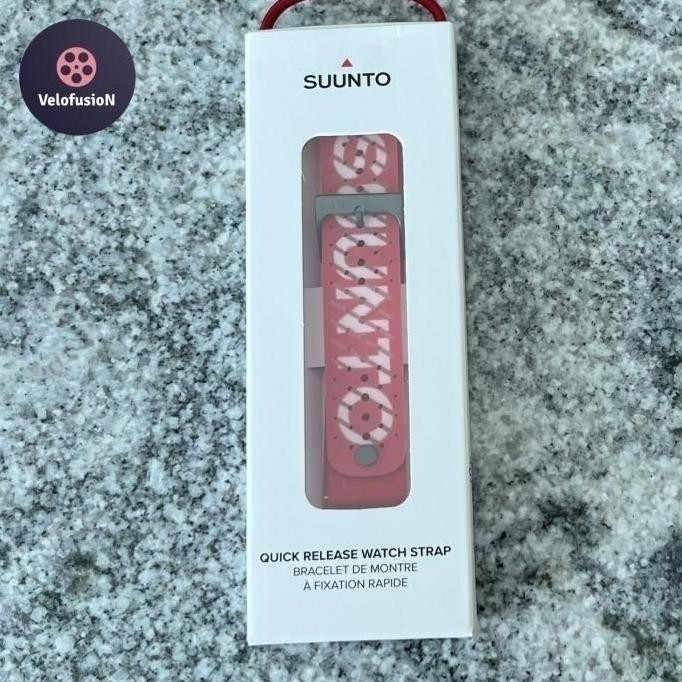 VelofusioN
SUUNTO
SUUNTO
QUICK RELEASE WATCH STRAP
BRACELET DE MONTRE
À FIXATION RAPIDE